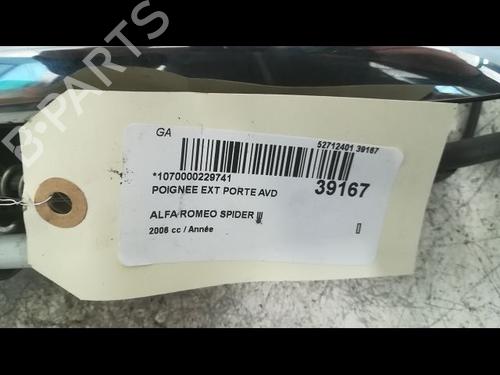 GA
52712401 39167
*1070000229741
POIGNEE EXT PORTE AVD
39167
ALFA ROMEO SPIDER
2006 cc / Année
B-PARTS